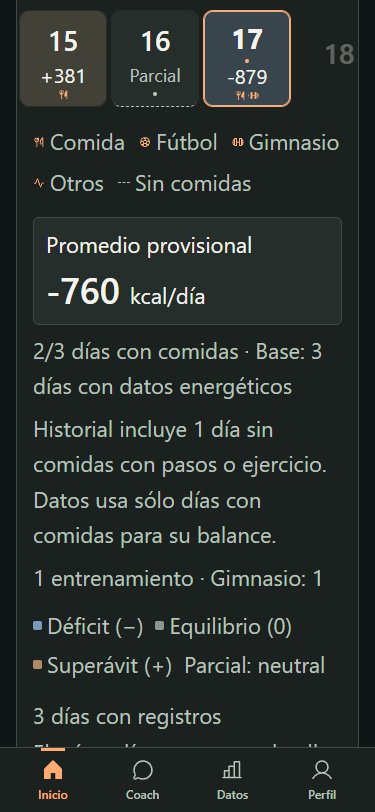 15
+381
16
Parcial
17
-879
18
Comida
Fútbol
Gimnasio
Otros
Sin comidas
Promedio provisional
-760 kcal/día
2/3 días con comidas · Base: 3
días con datos energéticos
Historial incluye 1 día sin
comidas con pasos o ejercicio.
Datos usa sólo días con
comidas para su balance.
1 entrenamiento · Gimnasio: 1
Déficit (−)
Equilibrio (0)
Superávit (+)
Parcial: neutral
3 días con registros
Inicio
Coach
Datos
Perfil